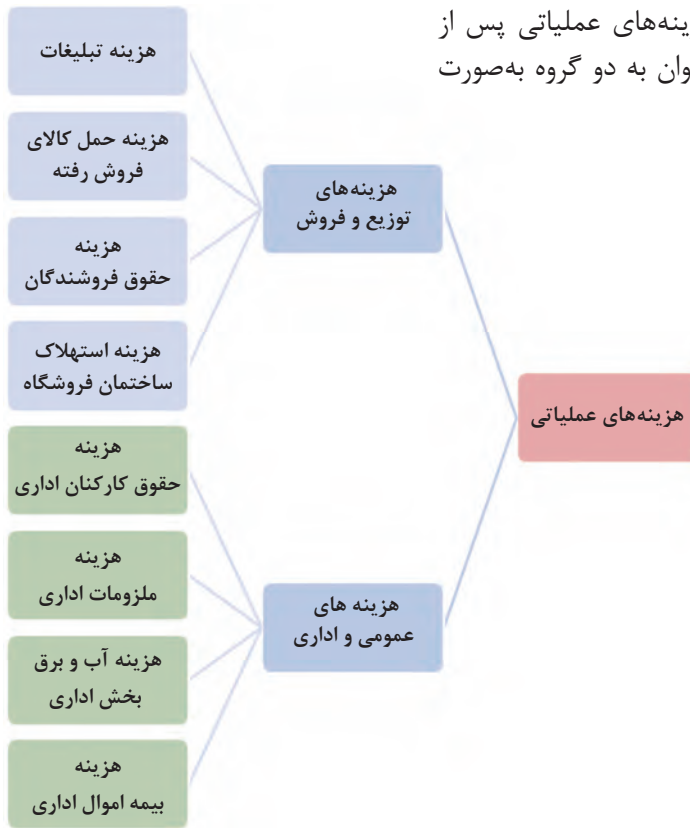 ینه‌های عملیاتی پس از
وان به دو گروه به‌صورت
هزینه‌های عملیاتی
هزینه‌های
توزیع و فروش
هزینه تبلیغات
هزینه حمل کالای
فروش رفته
هزینه
حقوق فروشندگان
هزینه استهلاک
ساختمان فروشگاه
هزینه های
عمومی و اداری
هزینه
حقوق کارکنان اداری
هزینه
ملزومات اداری
هزینه آب و برق
بخش اداری
هزینه
بیمه اموال اداری